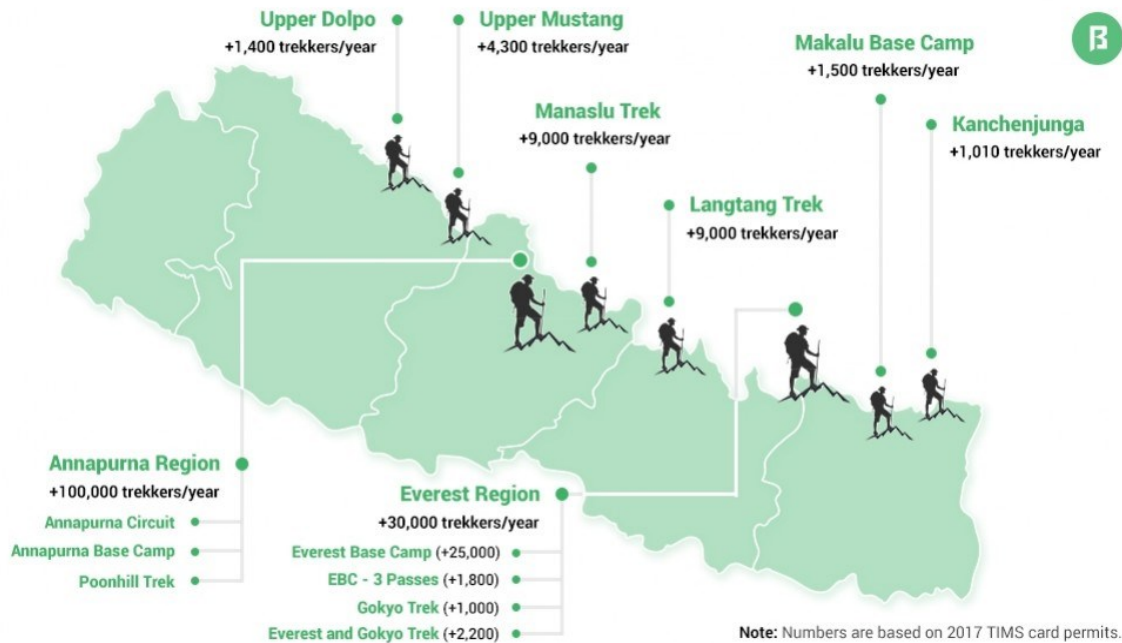 Upper Dolpo
+1,400 trekkers/year
Upper Mustang
+4,300 trekkers/year
Manaslu Trek
+9,000 trekkers/year
Langtang Trek
+9,000 trekkers/year
Makalu Base Camp
+1,500 trekkers/year
Kanchenjunga
+1,010 trekkers/year
Annapurna Region
+100,000 trekkers/year
Annapurna Circuit
Annapurna Base Camp
Poonhill Trek
Everest Region
+30,000 trekkers/year
Everest Base Camp (+25,000)
EBC - 3 Passes (+1,800)
Gokyo Trek (+1,000)
Everest and Gokyo Trek (+2,200)
Note: Numbers are based on 2017 TIMS card permits.